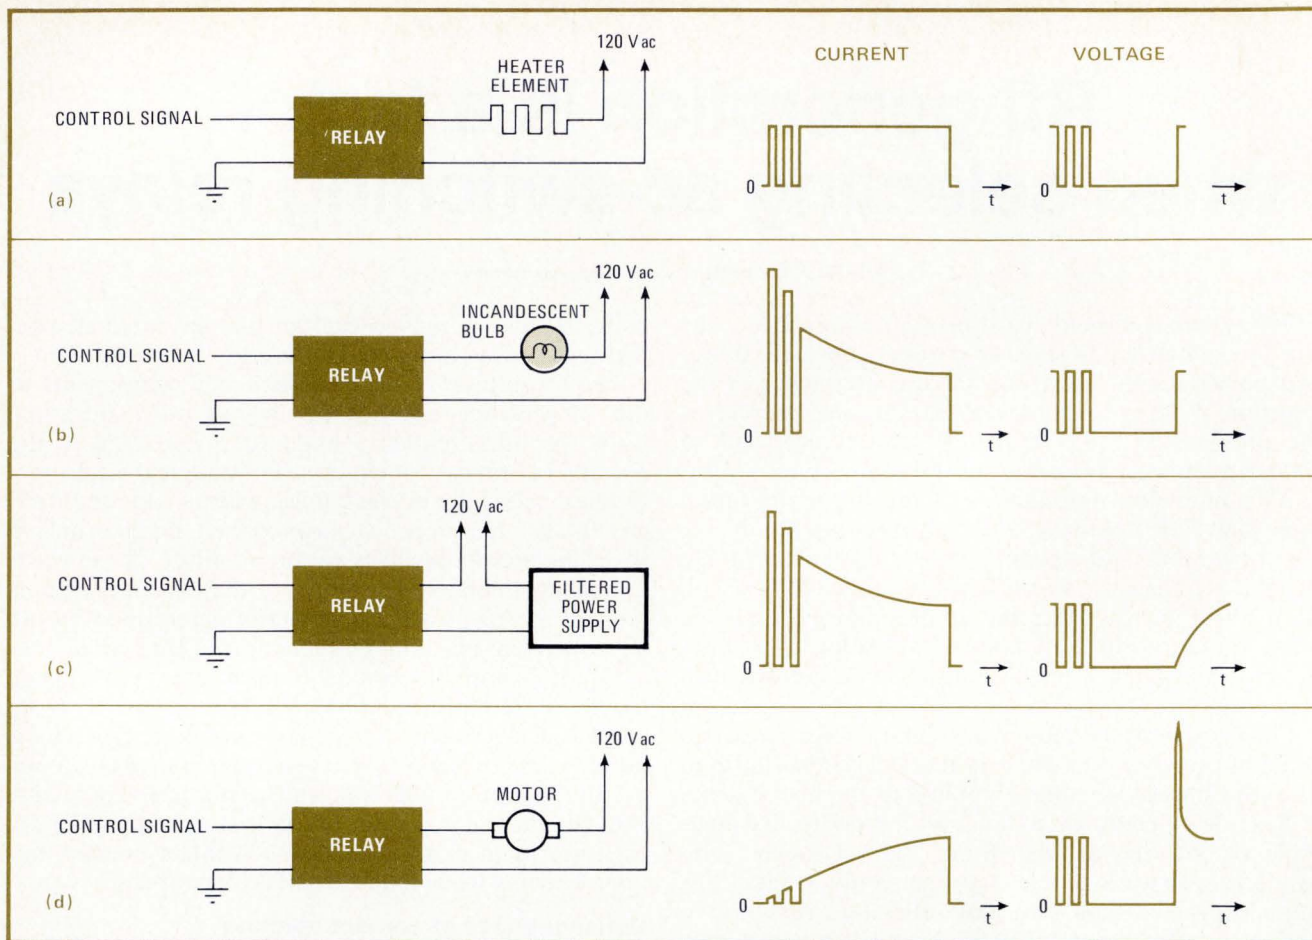 CURRENT VOLTAGE
120 V ac
HEATER
ELEMENT
CONTROL SIGNAL
RELAY
0 t 0 t
(a)
120 V ac
INCANDESCENT
BULB
CONTROL SIGNAL
RELAY
0 t 0 t
(b)
120 V ac
CONTROL SIGNAL
RELAY
FILTERED
POWER
SUPPLY
0 t 0 t
(c)
120 V ac
MOTOR
CONTROL SIGNAL
RELAY
0 t 0 t
(d)